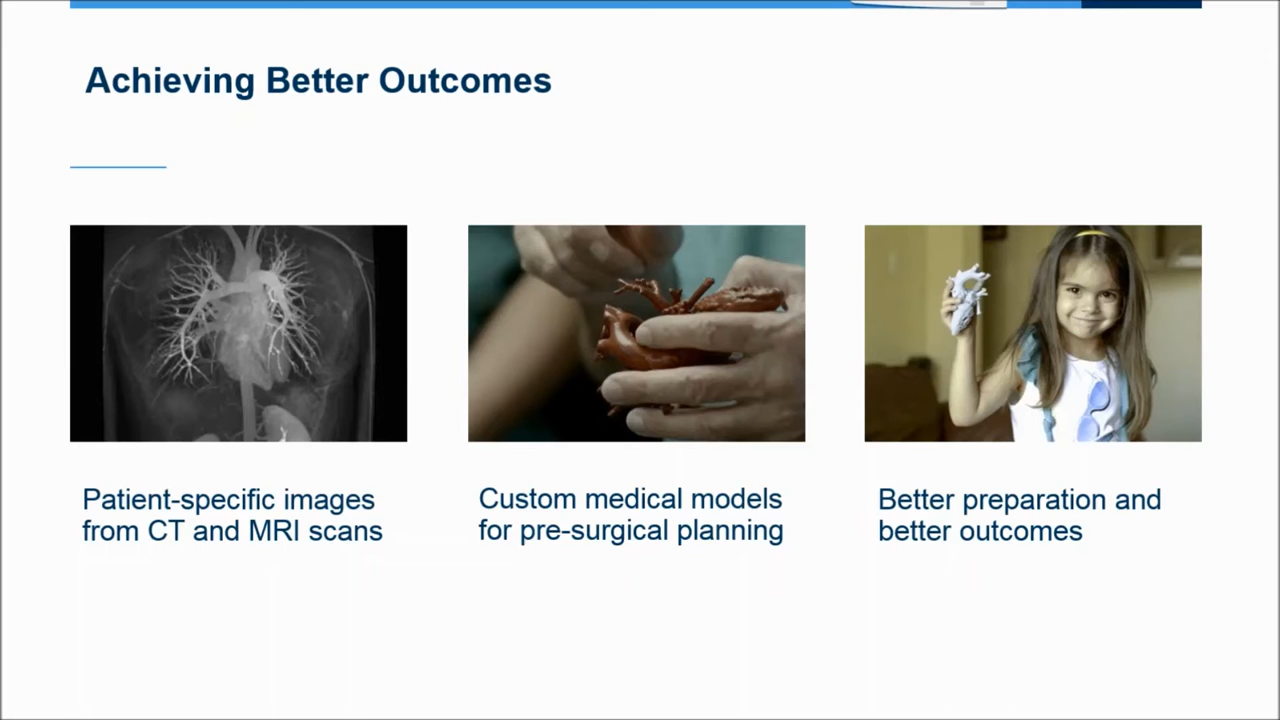 Achieving Better Outcomes
Patient-specific images
from CT and MRI scans
Custom medical models
for pre-surgical planning
Better preparation and
better outcomes